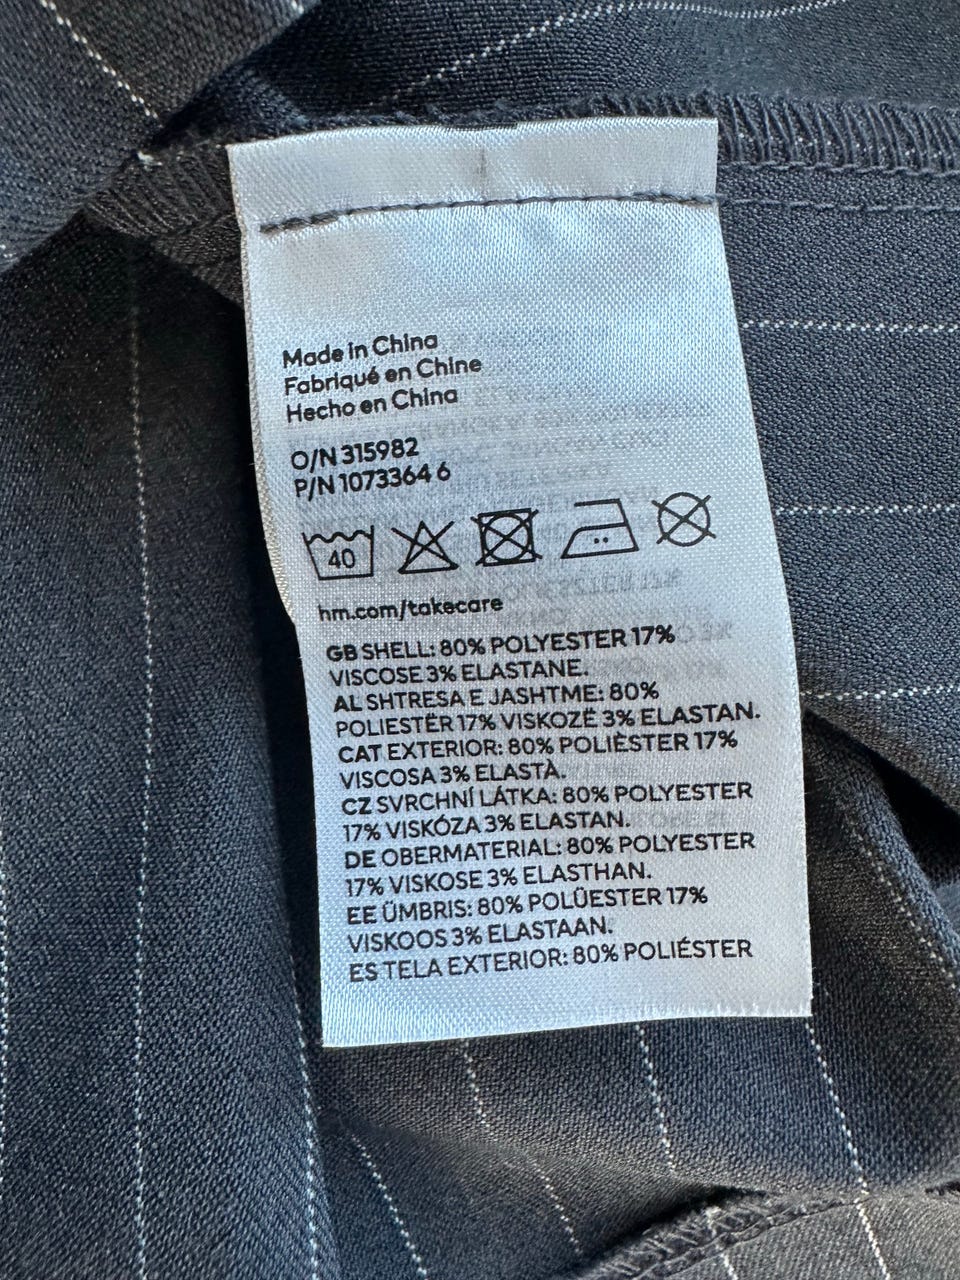 Made in China
Fabriqué en Chine
Hecho en China
O/N 315982
P/N 1073364 6
40
hm.com/takecare
GB SHELL: 80% POLYESTER 17%
VISCOSE 3% ELASTANE.
AL SHTRESA E JASHTME: 80%
POLIESTËR 17% VISKOZË 3% ELASTAN.
CAT EXTERIOR: 80% POLIÈSTER 17%
VISCOSA 3% ELASTÀ.
CZ SVRCHNÍ LÁTKA: 80% POLYESTER
17% VISKÓZA 3% ELASTAN.
DE OBERMATERIAL: 80% POLYESTER
17% VISKOSE 3% ELASTHAN.
EE ÜMBRIS: 80% POLÜESTER 17%
VISKOOS 3% ELASTAAN.
ES TELA EXTERIOR: 80% POLIÉSTER